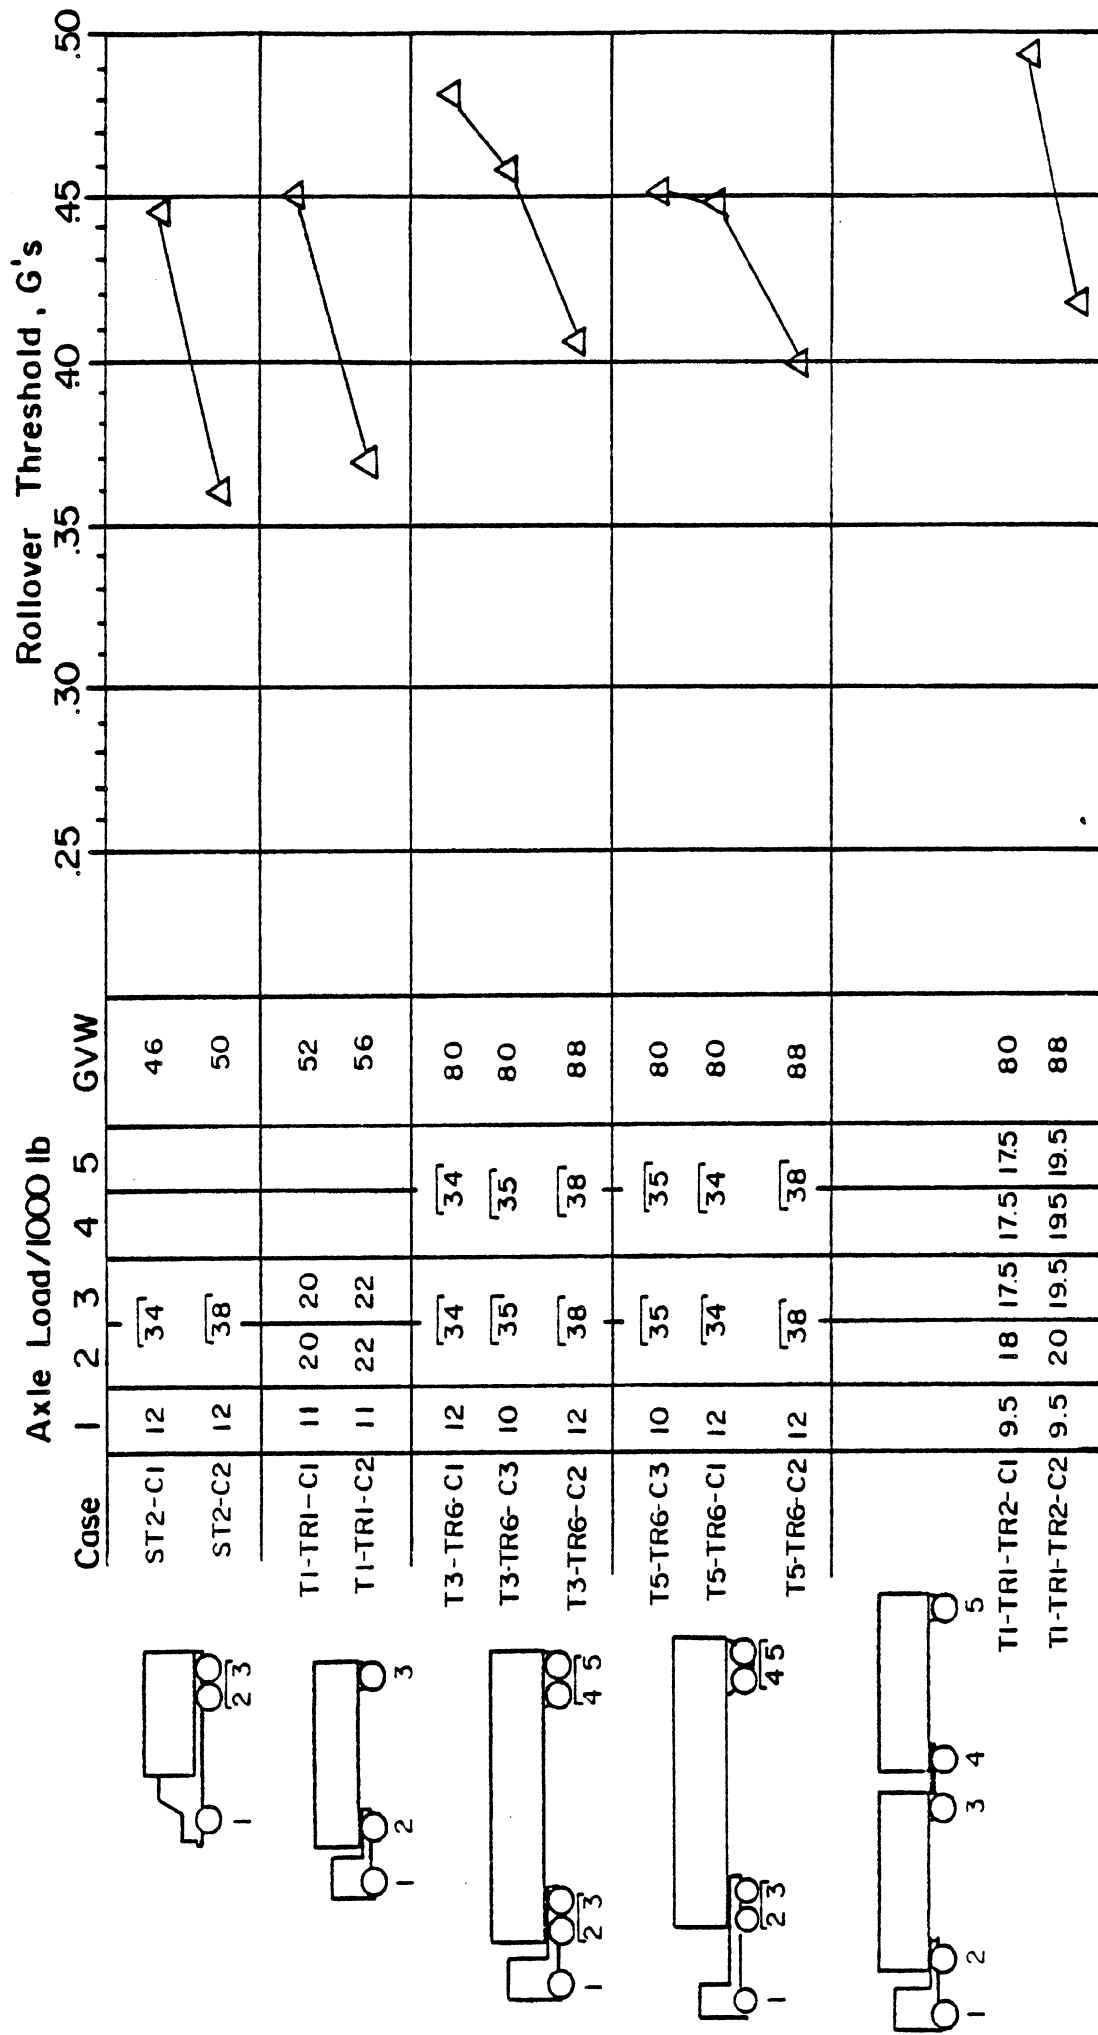 Axle Load/1000 lb
Rollover Threshold, G's
Case 1 2 3 4 5 GVW .25 .30 .35 .40 .45 .50
ST2-C1 12 34 46
ST2-C2 12 38 50
T1-TR1-C1 11 20 20 52
T1-TR1-C2 11 22 22 56
T3-TR6-C1 12 34 34 80
T3-TR6-C3 10 35 35 80
T3-TR6-C2 12 38 38 88
T5-TR6-C3 10 35 35 80
T5-TR6-C1 12 34 34 80
T5-TR6-C2 12 38 38 88
T1-TR1-TR2-C1 9.5 18 17.5 17.5 17.5 80
T1-TR1-TR2-C2 9.5 20 19.5 19.5 19.5 88
1 2 3
1 2 3
1 2 3 4 5
1 2 3 4 5
1 2 3 4 5